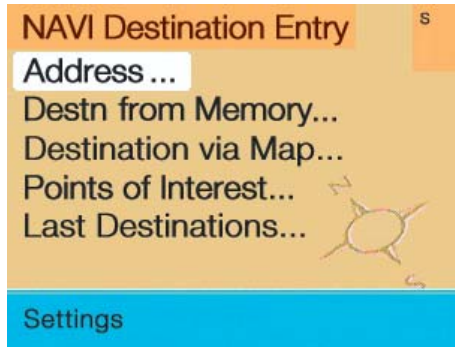 NAVI Destination Entry
S
Address ...
Destn from Memory...
Destination via Map...
Points of Interest...
Last Destinations...
N
S
Settings